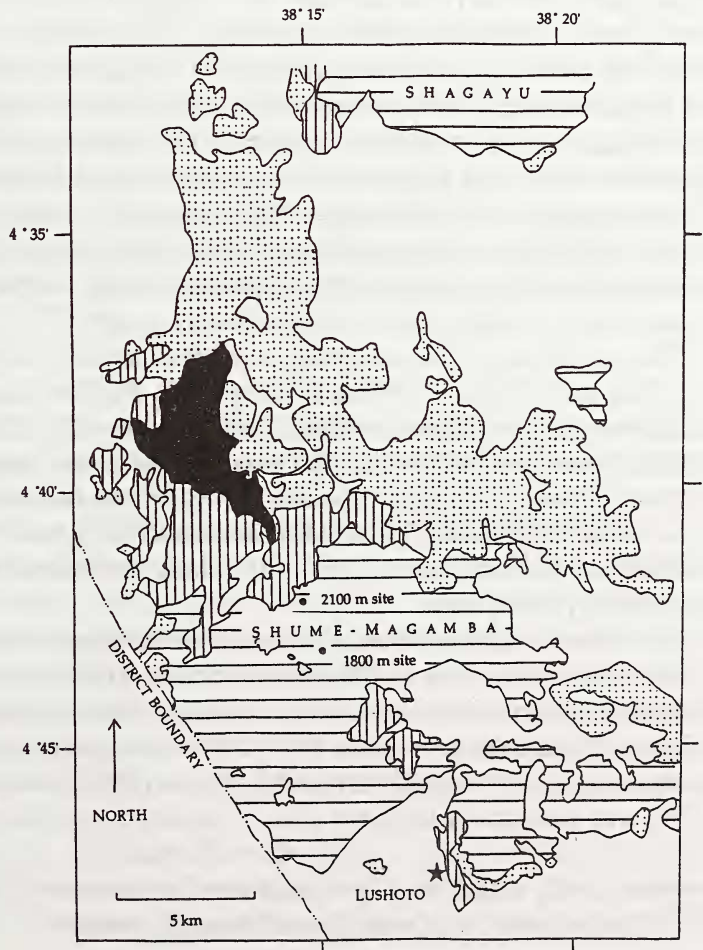 38° 15'
38° 20'
SHAGAYU
4 ° 35'
4 °40'
2100 m site
SHUME-MAGAMBA
1800 m site
DISTRICT BOUNDARY
4 °45'
NORTH
LUSHOTO
5 km